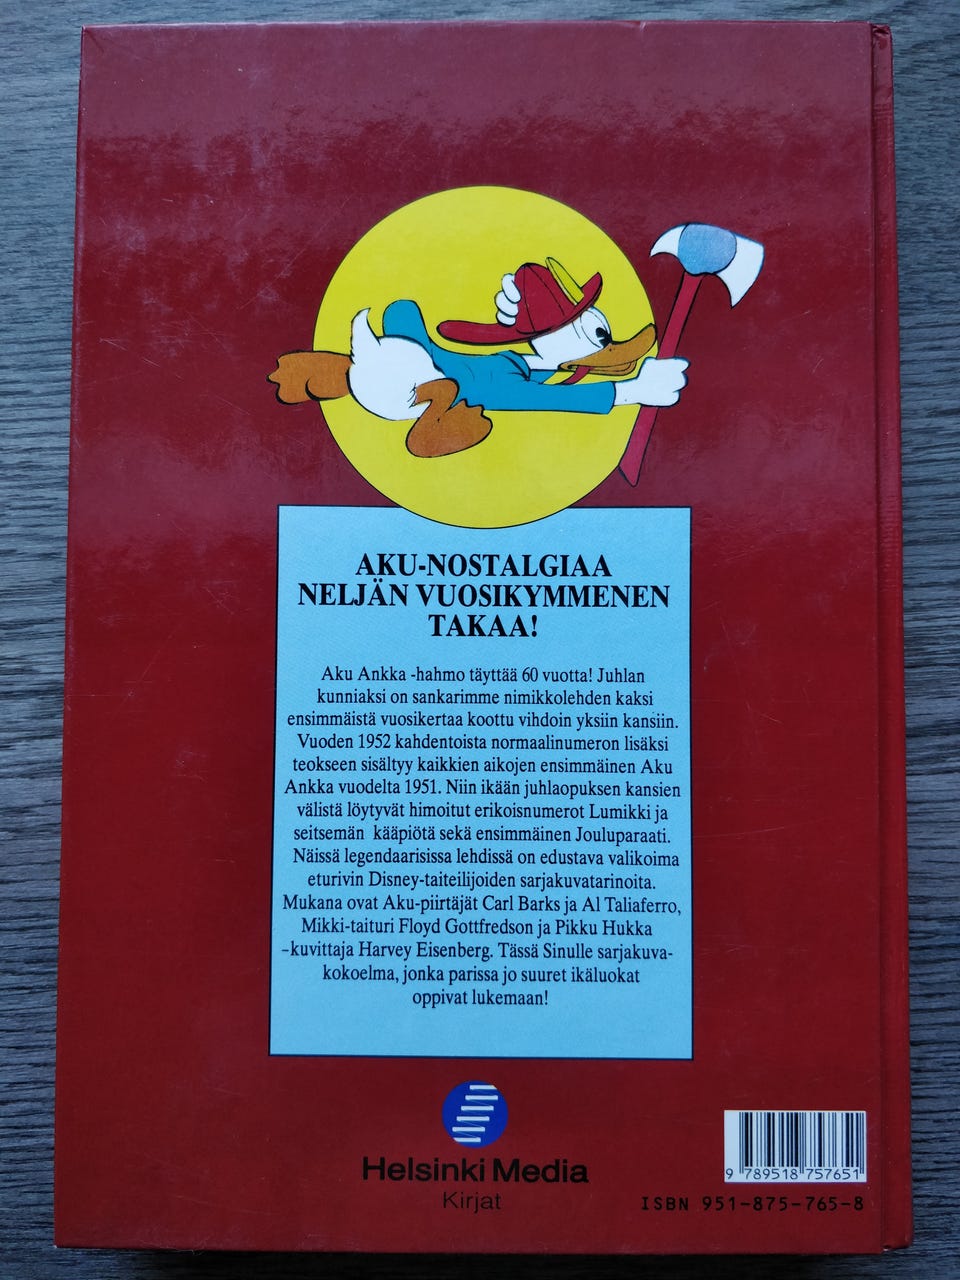 AKU-NOSTALGIAA
NELJÄN VUOSIKYMMENEN
TAKAA!
Aku Ankka -hahmo täyttää 60 vuotta! Juhlan
kunniaksi on sankarimme nimikkolehden kaksi
ensimmäistä vuosikertaa koottu vihdoin yksiin kansiin.
Vuoden 1952 kahdentoista normaalinumeron lisäksi
teokseen sisältyy kaikkien aikojen ensimmäinen Aku
Ankka vuodelta 1951. Niin ikään juhlaopuksen kansien
välistä löytyvät himoitut erikoisnumerot Lumikki ja
seitsemän kääpiötä sekä ensimmäinen Jouluparaati.
Näissä legendaarisissa lehdissä on edustava valikoima
eturivin Disney-taiteilijoiden sarjakuvatarinoita.
Mukana ovat Aku-piirtäjät Carl Barks ja Al Taliaferro,
Mikki-taituri Floyd Gottfredson ja Pikku Hukka
-kuvittaja Harvey Eisenberg. Tässä Sinulle sarjakuva-
kokoelma, jonka parissa jo suuret ikäluokat
oppivat lukemaan!
Helsinki Media
Kirjat
9 789518 757651
ISBN 951-875-765-8